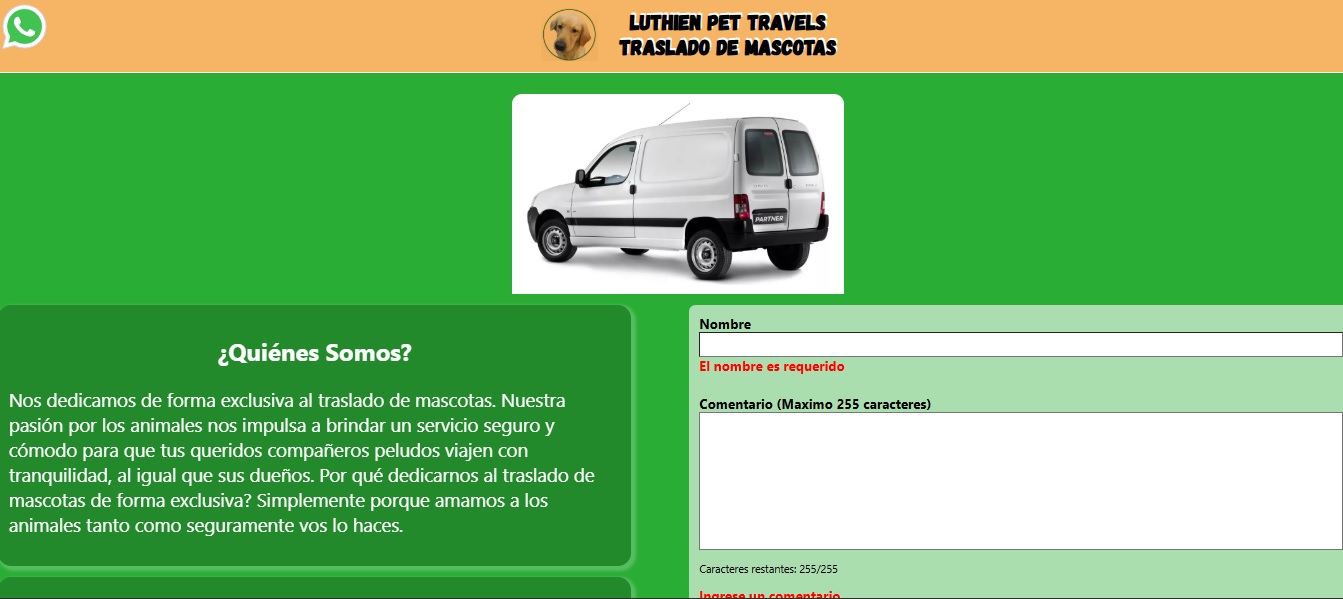 LUTHIEN PET TRAVELS
TRASLADO DE MASCOTAS
PARTNER
¿Quiénes Somos?
Nos dedicamos de forma exclusiva al traslado de mascotas. Nuestra
pasión por los animales nos impulsa a brindar un servicio seguro y
cómodo para que tus queridos compañeros peludos viajen con
tranquilidad, al igual que sus dueños. Por qué dedicarnos al traslado de
mascotas de forma exclusiva? Simplemente porque amamos a los
animales tanto como seguramente vos lo haces.
Nombre
El nombre es requerido
Comentario (Maximo 255 caracteres)
Caracteres restantes: 255/255
Ingrese un comentario